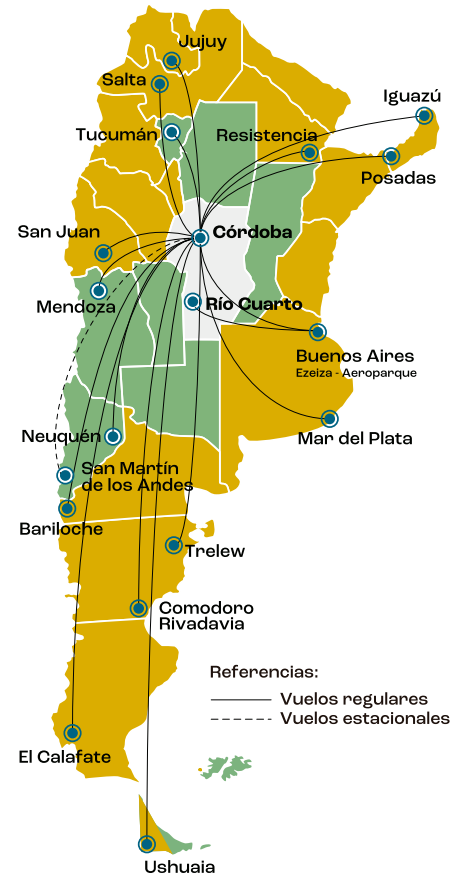 Jujuy
Salta
Iguazú
Tucumán
Resistencia
Posadas
San Juan
Córdoba
Mendoza
Río Cuarto
Buenos Aires
Ezeiza - Aeroparque
Neuquén
Mar del Plata
San Martín
de los Andes
Bariloche
Trelew
Comodoro
Rivadavia
Referencias:
Vuelos regulares
Vuelos estacionales
El Calafate
Ushuaia